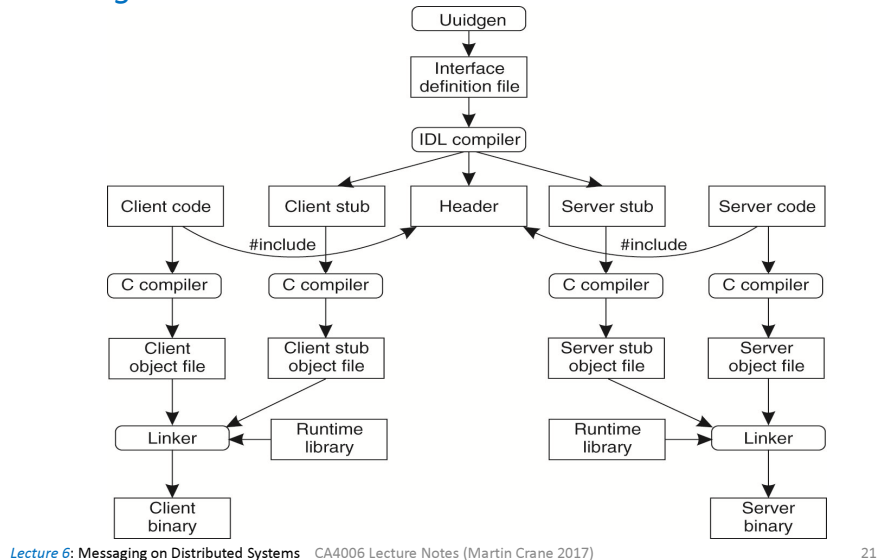 Uuidgen
Interface
definition file
IDL compiler
Client code
Client stub
Header
Server stub
Server code
#include
#include
C compiler
C compiler
C compiler
C compiler
Client
object file
Client stub
object file
Server stub
object file
Server
object file
Linker
Runtime
library
Runtime
library
Linker
Client
binary
Server
binary
Lecture 6: Messaging on Distributed Systems CA4006 Lecture Notes (Martin Crane 2017) 21